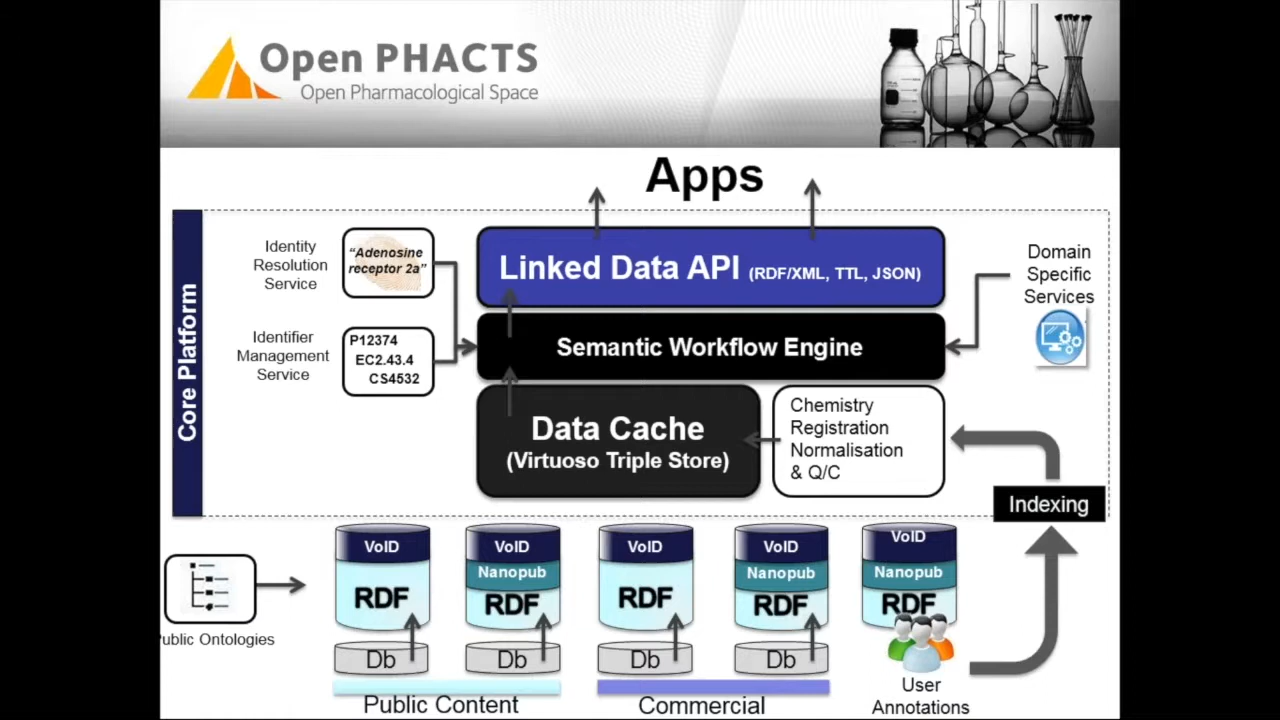 Open PHACTS
Open Pharmacological Space
Apps
Core Platform
Identity
Resolution
Service
"Adenosine
receptor 2a"
Linked Data API (RDF/XML, TTL, JSON)
Domain
Specific
Services
Identifier
Management
Service
P12374
EC2.43.4
CS4532
Semantic Workflow Engine
Data Cache
(Virtuoso Triple Store)
Chemistry
Registration
Normalisation
& Q/C
Indexing
VoID
RDF
Db
VoID
Nanopub
RDF
Db
VoID
RDF
Db
VoID
Nanopub
RDF
Db
VoID
Nanopub
RDF
ublic Ontologies
Public Content
Commercial
User
Annotations